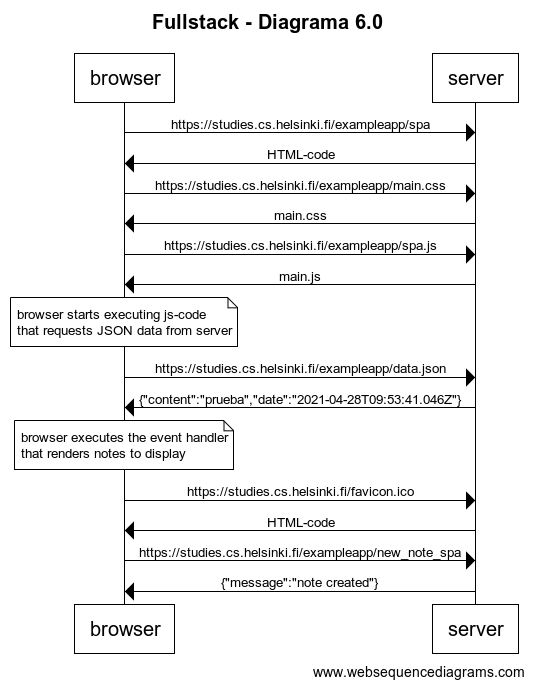 Fullstack - Diagrama 6.0
browser
server
https://studies.cs.helsinki.fi/exampleapp/spa
HTML-code
https://studies.cs.helsinki.fi/exampleapp/main.css
main.css
https://studies.cs.helsinki.fi/exampleapp/spa.js
main.js
browser starts executing js-code
that requests JSON data from server
https://studies.cs.helsinki.fi/exampleapp/data.json
{"content":"prueba","date":"2021-04-28T09:53:41.046Z"}
browser executes the event handler
that renders notes to display
https://studies.cs.helsinki.fi/favicon.ico
HTML-code
https://studies.cs.helsinki.fi/exampleapp/new_note_spa
{"message":"note created"}
browser
server
www.websequencediagrams.com